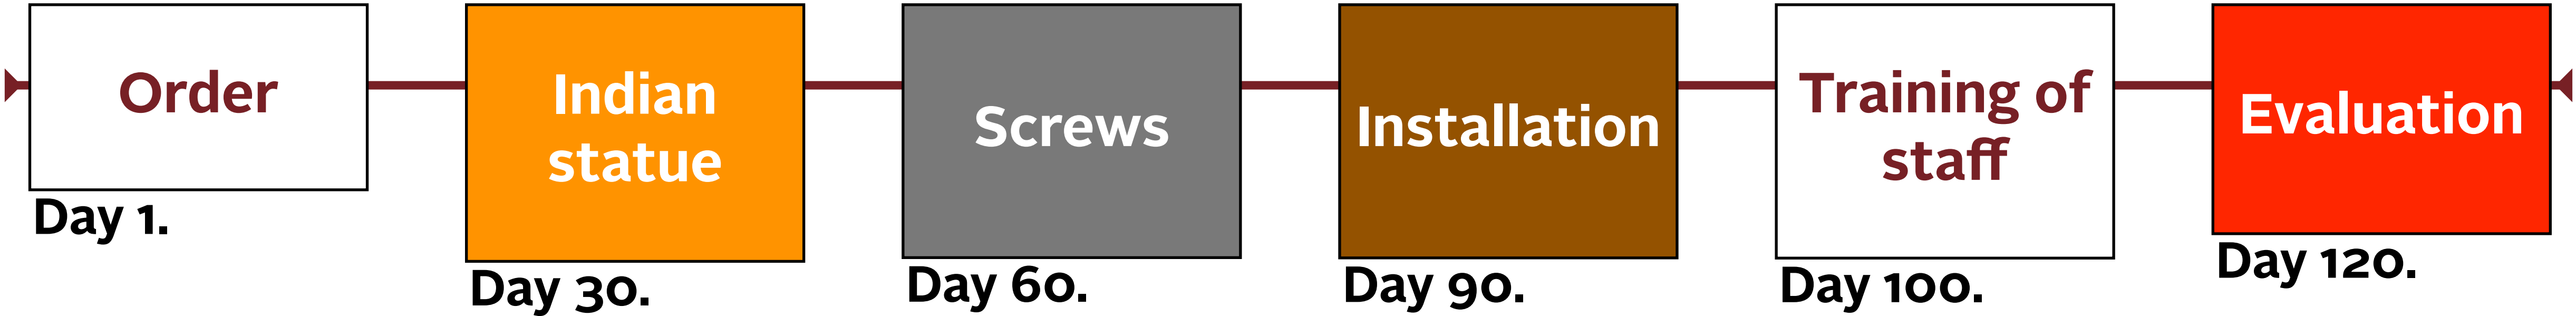 Order
Day 1.
Indian
statue
Day 30.
Screws
Day 60.
Installation
Day 90.
Training of
staff
Day 100.
Evaluation
Day 120.